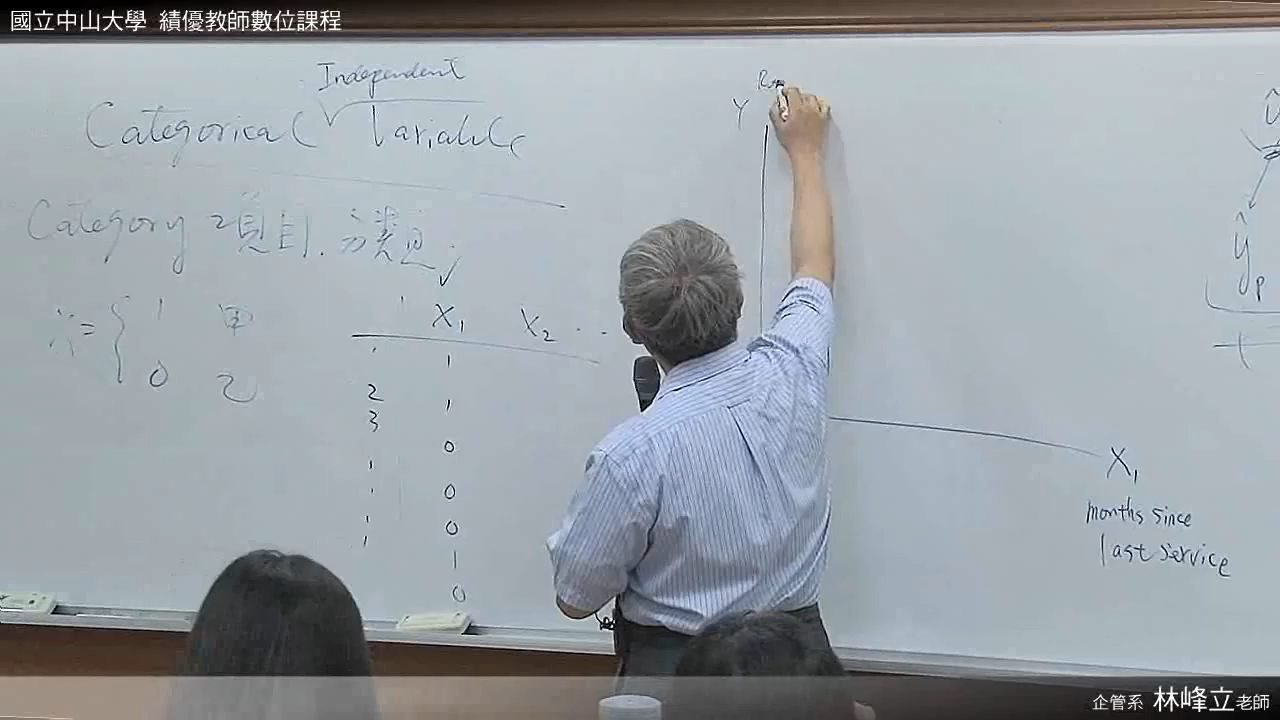 國立中山大學 績優教師數位課程
Independent
Categorical Variable
Category 項目.分類
1 甲
0 乙
X₁ X₂ ...
1
2 1
3 0
0
0
1
0
Y
X₁
months since
last service
ŷp
企管系 林峰立老師